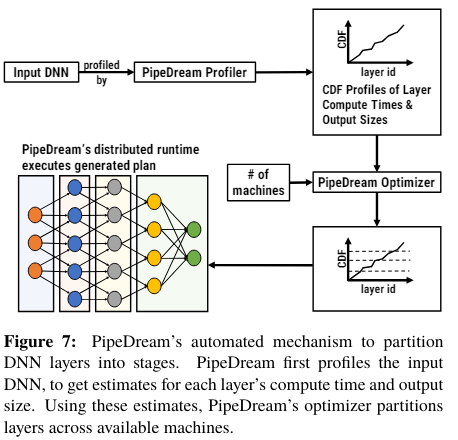 Input DNN
profiled
by
PipeDream Profiler
CDF
layer id
CDF Profiles of Layer
Compute Times &
Output Sizes
PipeDream's distributed runtime
executes generated plan
# of
machines
PipeDream Optimizer
CDF
layer id
Figure 7: PipeDream's automated mechanism to partition
DNN layers into stages. PipeDream first profiles the input
DNN, to get estimates for each layer's compute time and output
size. Using these estimates, PipeDream's optimizer partitions
layers across available machines.